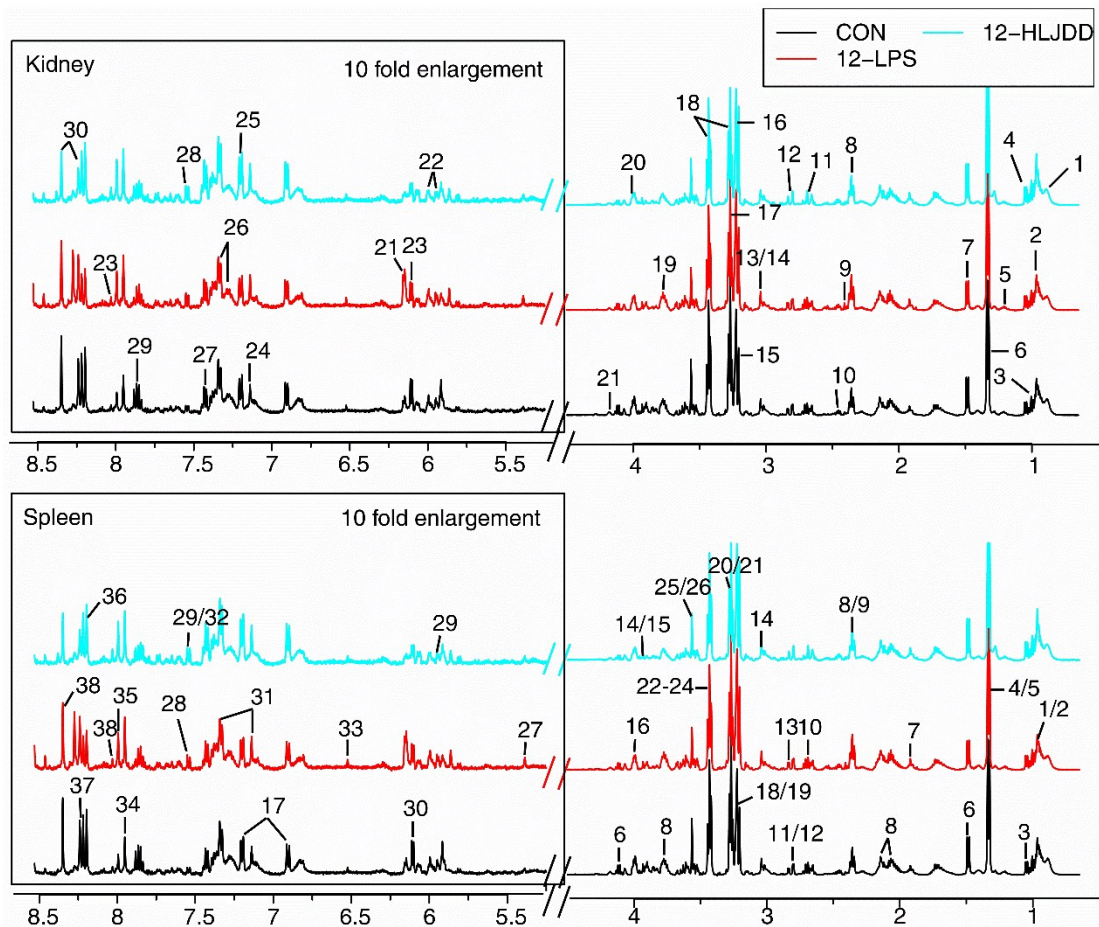 CON 12−HLJDD
12−LPS
Kidney 10 fold enlargement
30 28 25 22
20 18 16 12 11 8 4 1
23 26 21 23
19 17 13/14 9 7 5 2
29 27 24
21 15 10 6 3
8.5 8 7.5 7 6.5 6 5.5 4 3 2 1
Spleen 10 fold enlargement
36 29/32 29
25/26 20/21 14/15 14 8/9
38 38 35 28 31 33 27
22-24 16 13 10 7 4/5 1/2
37 34 17 30
6 8 18/19 11/12 8 6 3
8.5 8 7.5 7 6.5 6 5.5 4 3 2 1